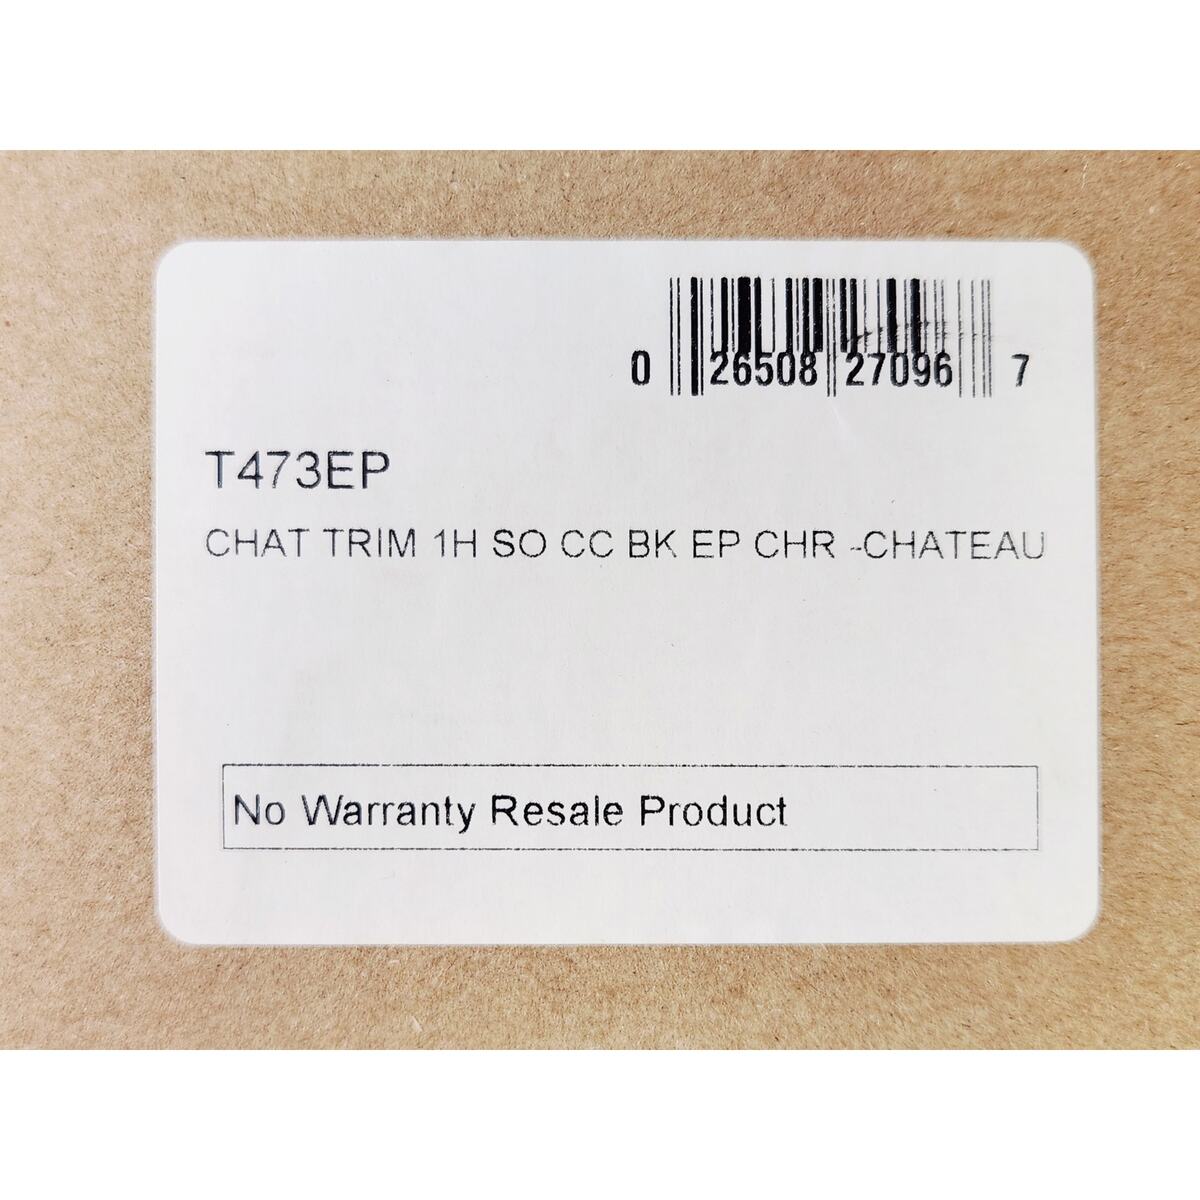 0 26508 27096 7
T473EP
CHAT TRIM 1H SO CC BK EP CHR -CHATEAU
No Warranty Resale Product